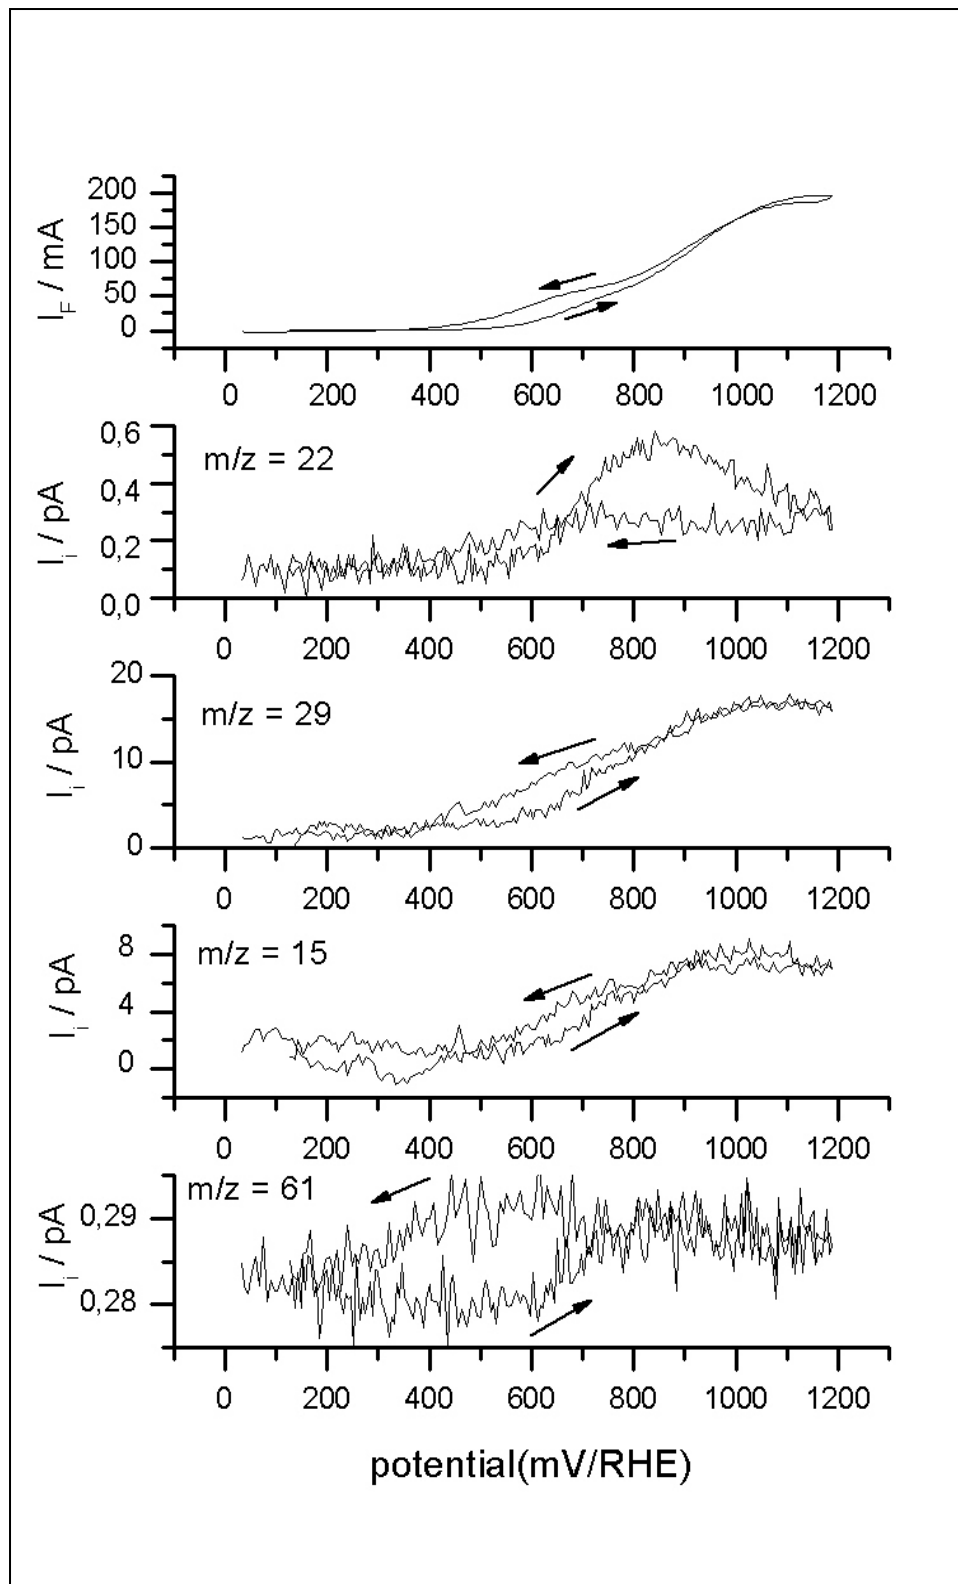 200
150
100
50
0
I_F / mA
0 200 400 600 800 1000 1200
m/z = 22
0,6
0,4
0,2
0,0
I_i / pA
0 200 400 600 800 1000 1200
m/z = 29
20
10
0
I_i / pA
0 200 400 600 800 1000 1200
m/z = 15
8
4
0
I_i / pA
0 200 400 600 800 1000 1200
m/z = 61
0,29
0,28
I_i / pA
0 200 400 600 800 1000 1200
potential(mV/RHE)